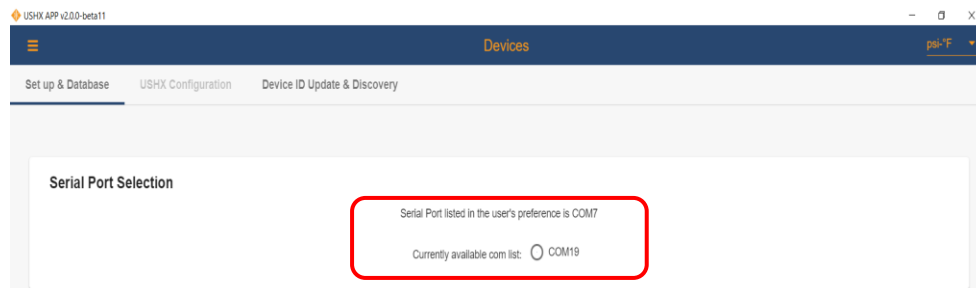 USHX APP v2.0.0-beta11
Devices
psi-°F
Set up & Database USHX Configuration Device ID Update & Discovery
Serial Port Selection
Serial Port listed in the user's preference is COM7
Currently available com list: COM19